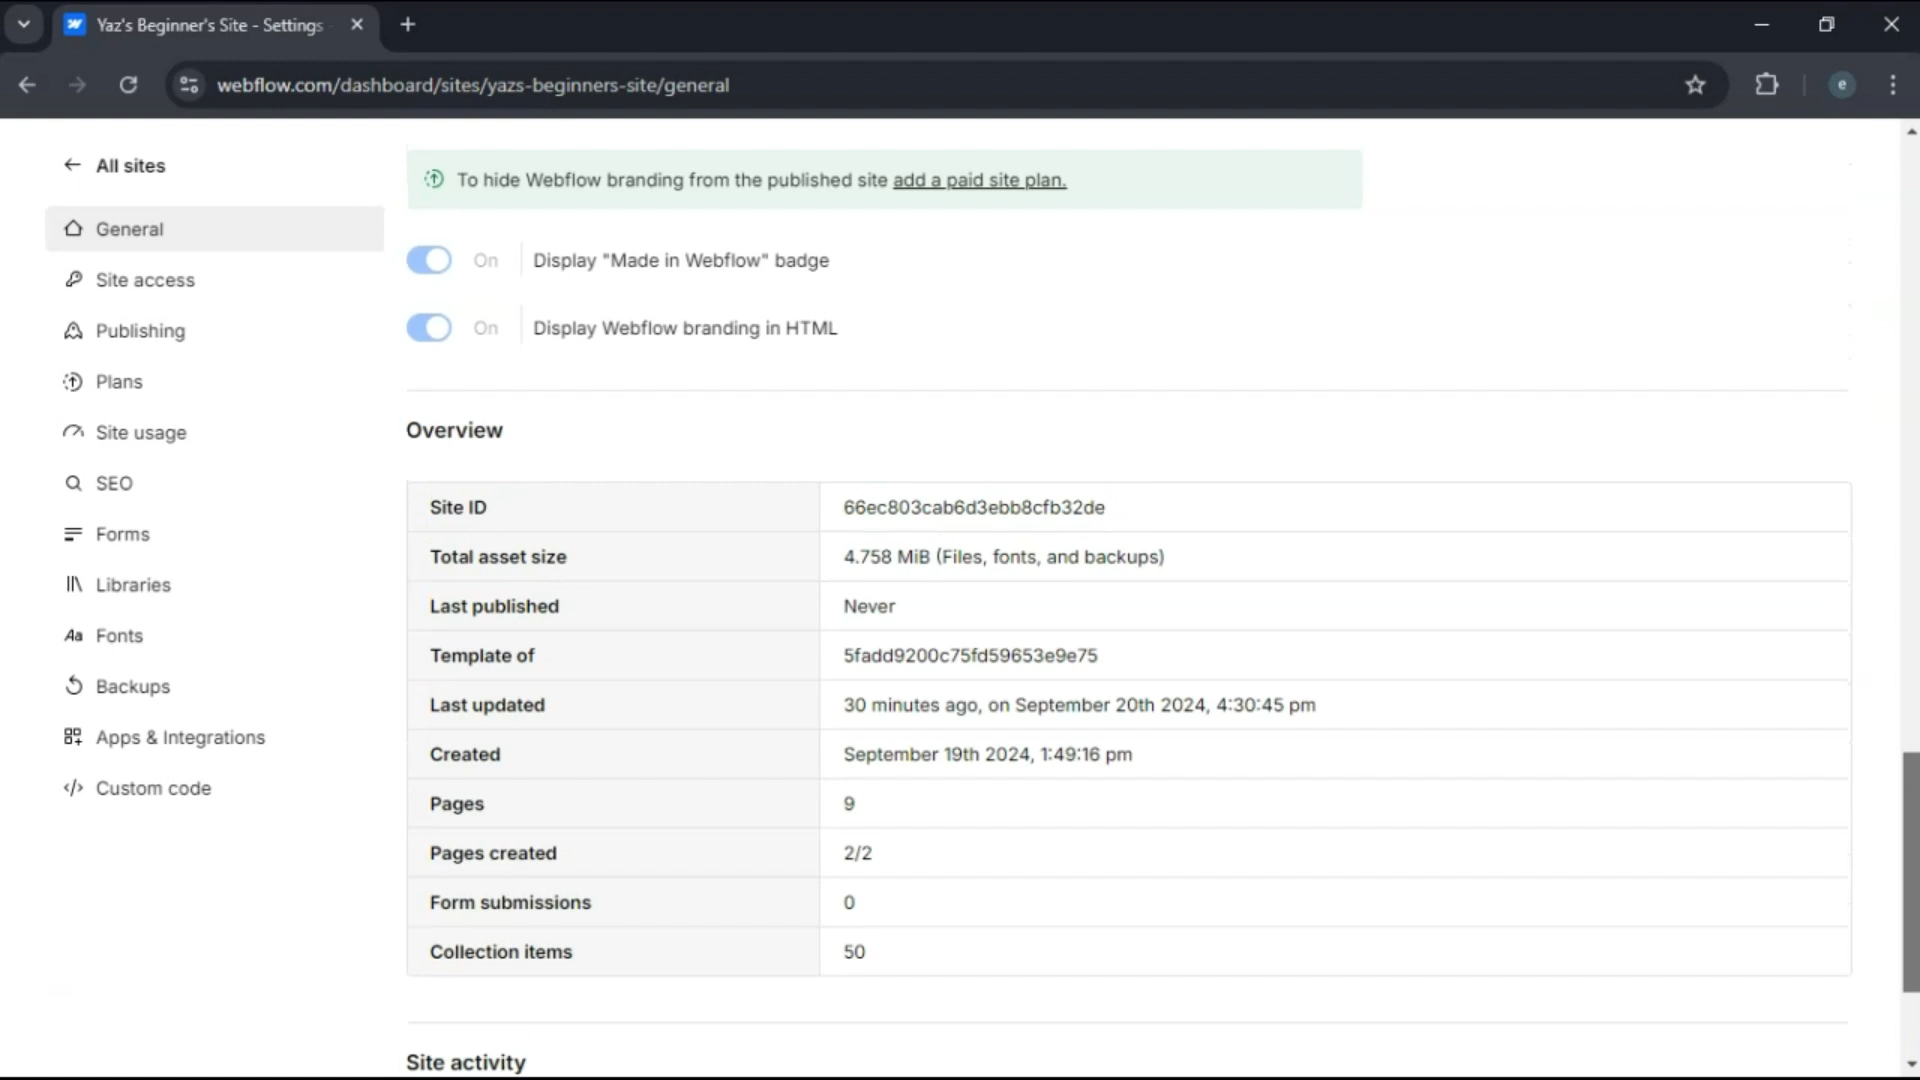 Yaz's Beginner's Site - Settings
webflow.com/dashboard/sites/yazs-beginners-site/general
e
All sites
General
Site access
Publishing
Plans
Site usage
SEO
Forms
Libraries
Aa Fonts
Backups
Apps & Integrations
</> Custom code
To hide Webflow branding from the published site add a paid site plan.
On Display "Made in Webflow" badge
On Display Webflow branding in HTML
Overview
Site ID 66ec803cab6d3ebb8cfb32de
Total asset size 4.758 MiB (Files, fonts, and backups)
Last published Never
Template of 5fadd9200c75fd59653e9e75
Last updated 30 minutes ago, on September 20th 2024, 4:30:45 pm
Created September 19th 2024, 1:49:16 pm
Pages 9
Pages created 2/2
Form submissions 0
Collection items 50
Site activity